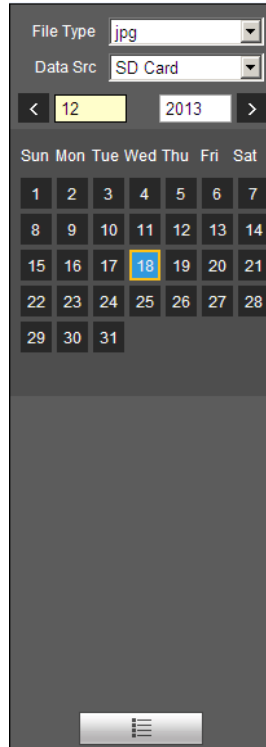 File Type jpg
Data Src SD Card
< 12 2013 >
Sun Mon Tue Wed Thu Fri Sat
1 2 3 4 5 6 7
8 9 10 11 12 13 14
15 16 17 18 19 20 21
22 23 24 25 26 27 28
29 30 31